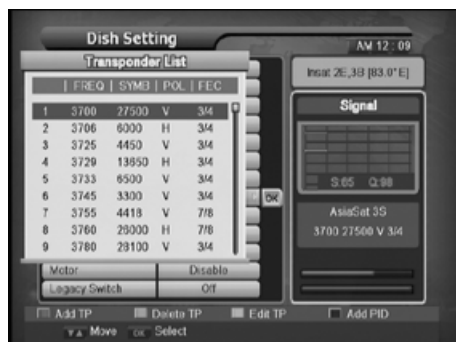 Dish Setting
AM 12 : 09
Transponder List
FREQ | SYMB | POL | FEC
1 3700 27500 V 3/4
2 3706 6000 H 3/4
3 3725 4450 V 3/4
4 3729 13650 H 3/4
5 3733 6500 V 3/4
6 3745 3300 V 3/4
7 3755 4418 V 7/8
8 3760 26000 H 7/8
9 3780 28100 V 3/4
OK
Motor Disable
Legacy Switch Off
Insat 2E,3B [83.0°E]
Signal
S:65 Q:98
AsiaSat 3S
3700 27500 V 3/4
Add TP Delete TP Edit TP Add PID
Move OK Select